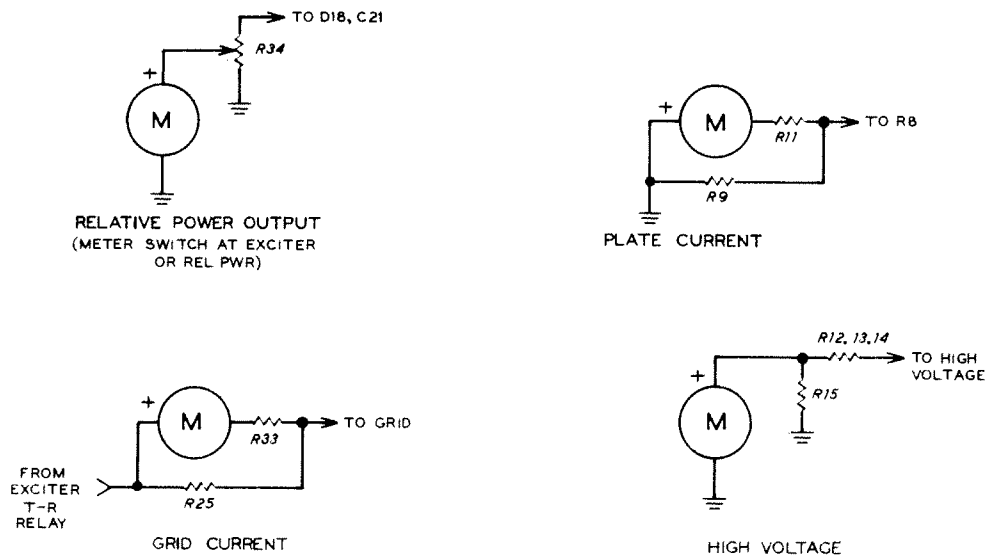 TO D18, C21
R34
+
M
RELATIVE POWER OUTPUT
(METER SWITCH AT EXCITER
OR REL PWR)
+
M
R11
TO R8
R9
PLATE CURRENT
+
M
R33
TO GRID
FROM
EXCITER
T-R
RELAY
R25
GRID CURRENT
R12, 13, 14
TO HIGH
VOLTAGE
+
R15
M
HIGH VOLTAGE